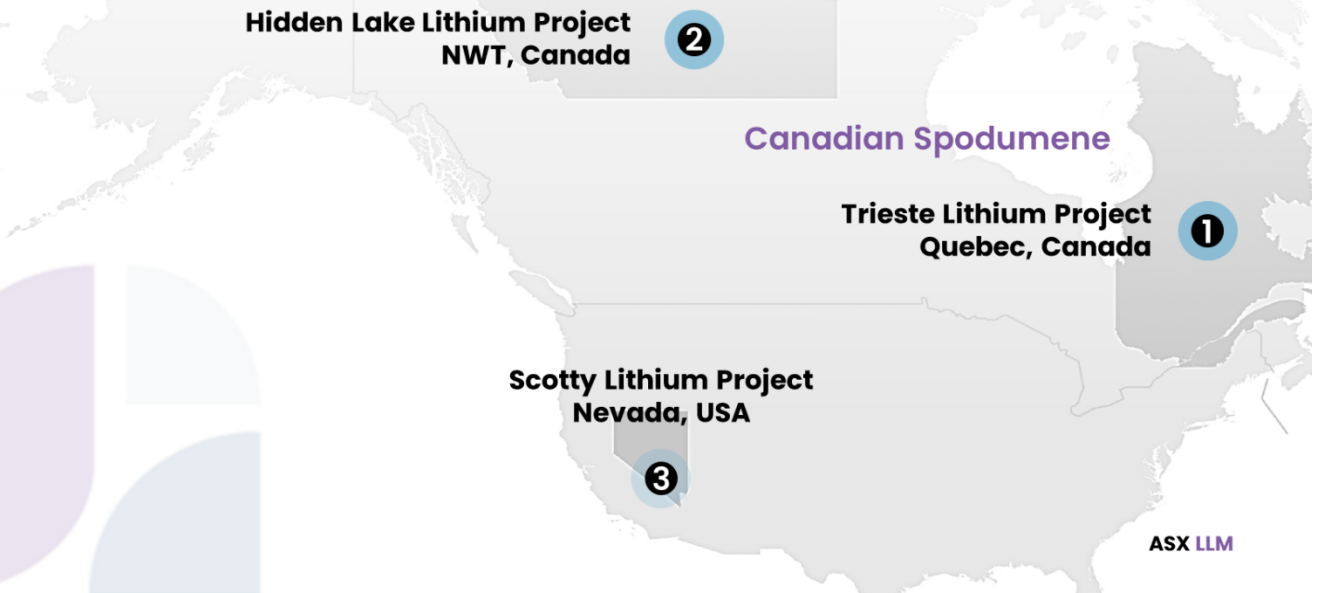 Hidden Lake Lithium Project
NWT, Canada
2
Canadian Spodumene
Trieste Lithium Project
Quebec, Canada
1
Scotty Lithium Project
Nevada, USA
3
ASX LLM